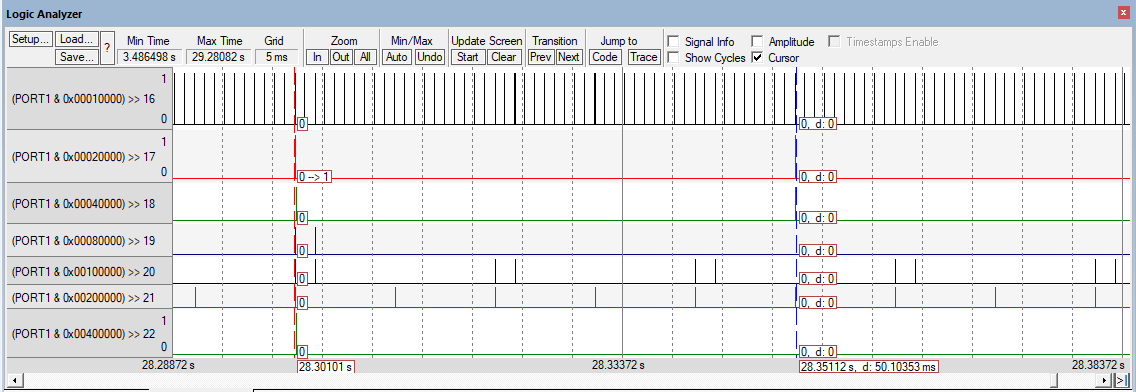 Logic Analyzer
Setup... Load... ? Min Time Max Time Grid Zoom Min/Max Update Screen Transition Jump to Signal Info Amplitude Timestamps Enable
Save... 3.486498 s 29.28082 s 5 ms In Out All Auto Undo Start Clear Prev Next Code Trace Show Cycles Cursor
1
(PORT1 & 0x00010000) >> 16
0 0 0, d: 0
1
(PORT1 & 0x00020000) >> 17
0 0 --> 1 0, d: 0
(PORT1 & 0x00040000) >> 18
0 0, d: 0
(PORT1 & 0x00080000) >> 19
0 0, d: 0
(PORT1 & 0x00100000) >> 20
0 0, d: 0
(PORT1 & 0x00200000) >> 21
0 0, d: 0
1
(PORT1 & 0x00400000) >> 22
0 0 0, d: 0
28.28872 s 28.30101 s 28.33372 s 28.35112 s, d: 50.10353 ms 28.38372 s